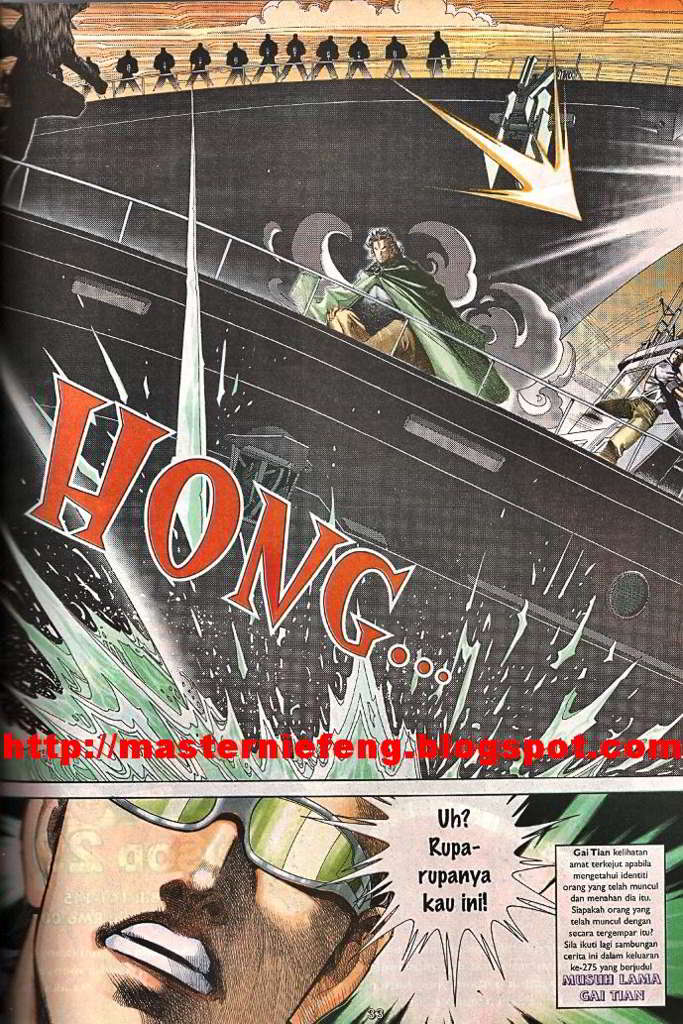 HONG...
http://masterniefeng.blogspot.com
Uh?
Rupa-
rupanya
kau ini!
Gai Tian kelihatan
amat terkejut apabila
mengetahui identiti
orang yang telah muncul
dan menahan dia itu.
Siapakah orang yang
telah muncul dengan
secara tergempar itu?
Sila ikuti lagi sambungan
cerita ini dalam keluaran
ke-275 yang berjudul
MUSUH LAMA
GAI TIAN
33